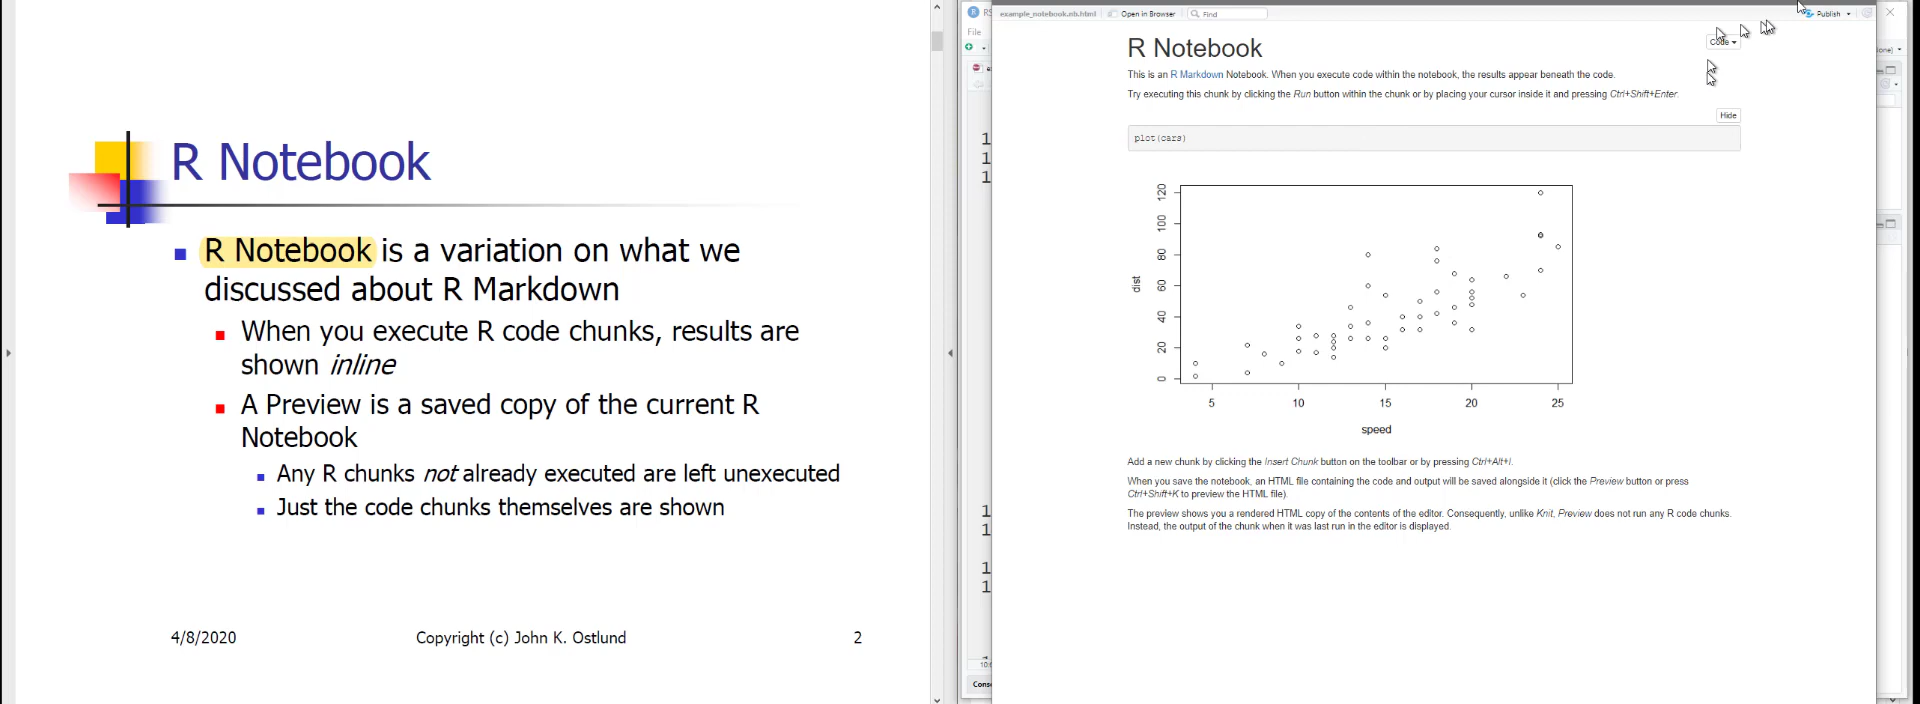 R Notebook
R Notebook is a variation on what we
discussed about R Markdown
When you execute R code chunks, results are
shown inline
A Preview is a saved copy of the current R
Notebook
Any R chunks not already executed are left unexecuted
Just the code chunks themselves are shown
4/8/2020
Copyright (c) John K. Ostlund
2
File
example_notebook.nb.html
Open in Browser
Find
Publish
R Notebook
Code
This is an R Markdown Notebook. When you execute code within the notebook, the results appear beneath the code.
Try executing this chunk by clicking the Run button within the chunk or by placing your cursor inside it and pressing Ctrl+Shift+Enter.
Hide
plot(cars)
120
100
80
60
40
20
0
dist
5 10 15 20 25
speed
Add a new chunk by clicking the Insert Chunk button on the toolbar or by pressing Ctrl+Alt+I.
When you save the notebook, an HTML file containing the code and output will be saved alongside it (click the Preview button or press
Ctrl+Shift+K to preview the HTML file).
The preview shows you a rendered HTML copy of the contents of the editor. Consequently, unlike Knit, Preview does not run any R code chunks.
Instead, the output of the chunk when it was last run in the editor is displayed.